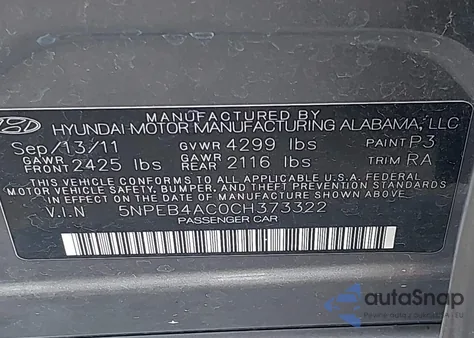 MANUFACTURED BY
HYUNDAI MOTOR MANUFACTURING ALABAMA, LLC
Sep/13/11 GVWR 4299 lbs PAINT P3
GAWR FRONT 2425 lbs GAWR REAR 2116 lbs TRIM RA
THIS VEHICLE CONFORMS TO ALL APPLICABLE U.S. FEDERAL
MOTOR VEHICLE SAFETY, BUMPER, AND THEFT PREVENTION STANDARDS
IN EFFECT ON THE DATE OF MANUFACTURE SHOWN ABOVE.
V.I.N 5NPEB4AC0CH373322
PASSENGER CAR
autaSnap